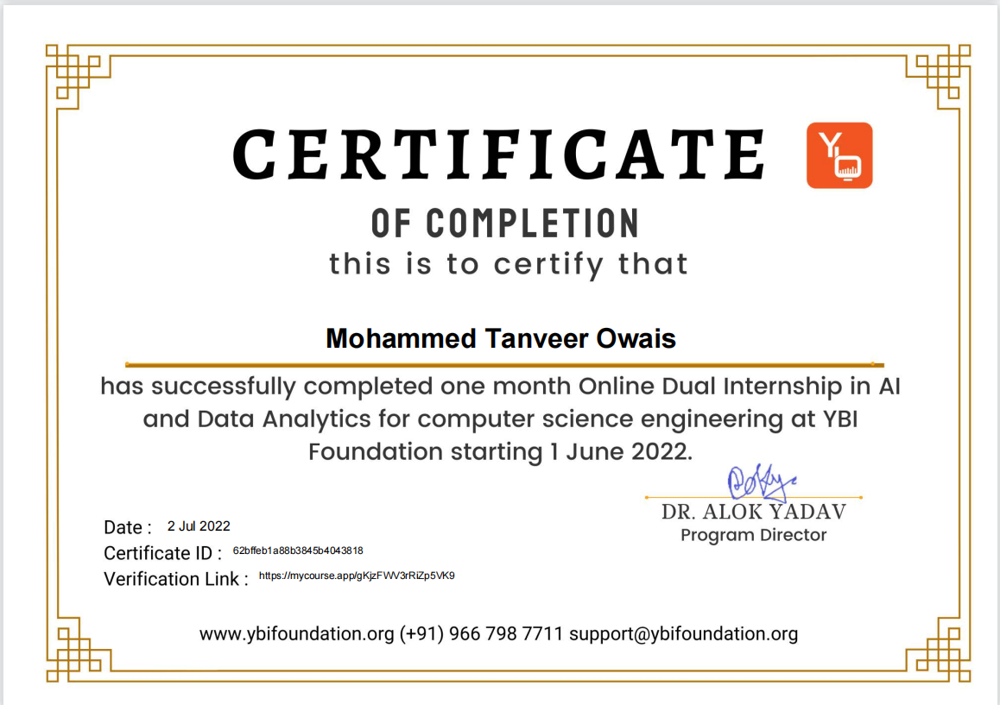 CERTIFICATE
OF COMPLETION
this is to certify that
Mohammed Tanveer Owais
has successfully completed one month Online Dual Internship in AI
and Data Analytics for computer science engineering at YBI
Foundation starting 1 June 2022.
DR. ALOK YADAV
Program Director
Date : 2 Jul 2022
Certificate ID : 62bffeb1a88b3845b4043818
Verification Link : https://mycourse.app/gKjzFWV3rRiZp5VK9
www.ybifoundation.org (+91) 966 798 7711 support@ybifoundation.org